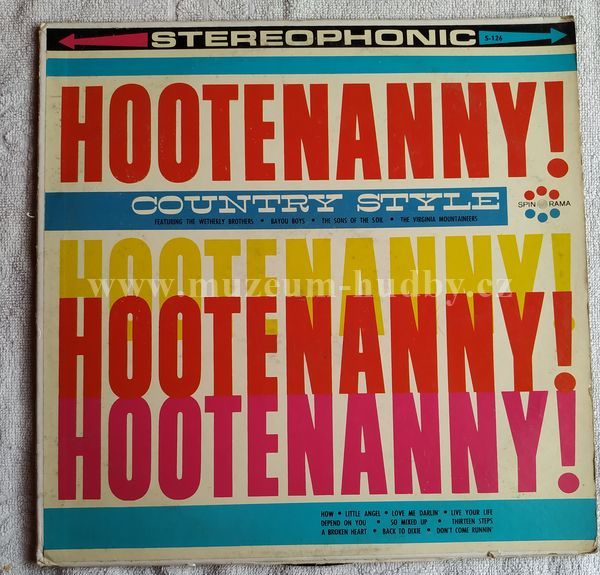 STEREOPHONIC S-126
HOOTENANNY!
COUNTRY STYLE
SPIN O RAMA
FEATURING THE WETHERLY BROTHERS • BAYOU BOYS • THE SONS OF THE SOIL • THE VIRGINIA MOUNTAINEERS
HOOTENANNY!
www.muzeum-hudby.cz
HOOTENANNY!
HOOTENANNY!
HOW • LITTLE ANGEL • LOVE ME DARLIN' • LIVE YOUR LIFE
DEPEND ON YOU • SO MIXED UP • THIRTEEN STEPS
A BROKEN HEART • BACK TO DIXIE • DON'T COME RUNNIN'